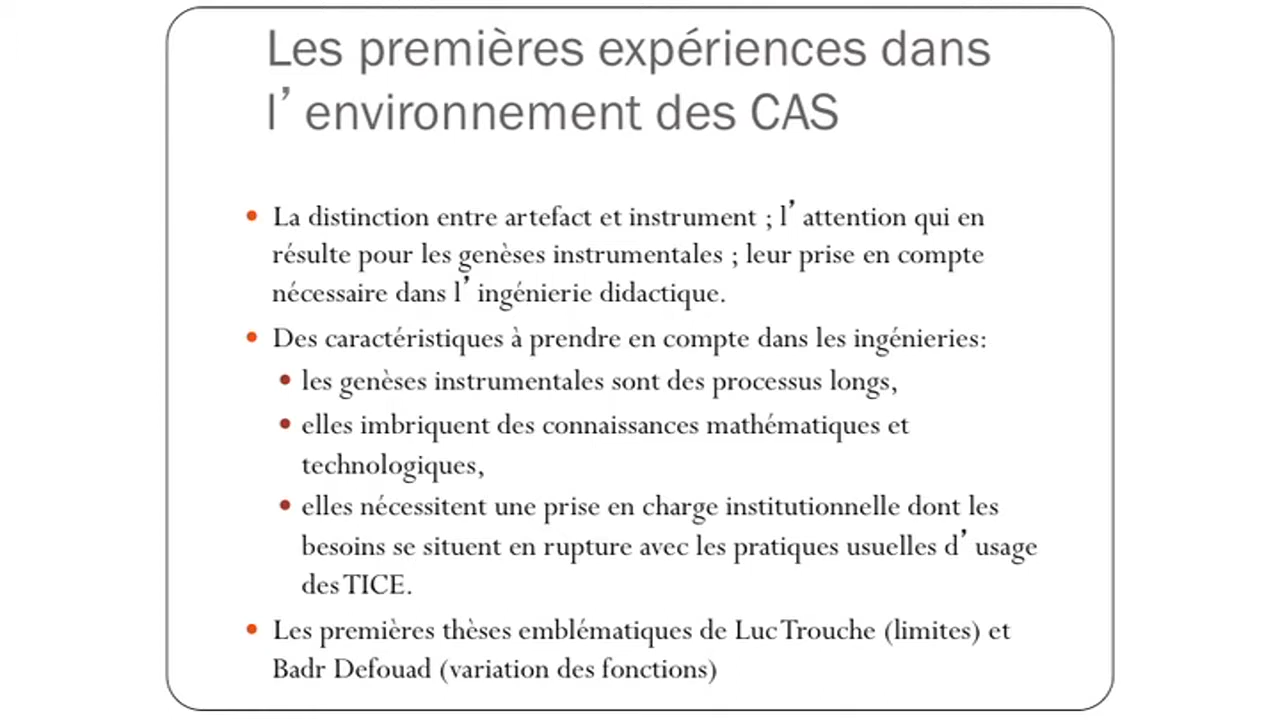 Les premières expériences dans
l’environnement des CAS
• La distinction entre artefact et instrument ; l’attention qui en
résulte pour les genèses instrumentales ; leur prise en compte
nécessaire dans l’ingénierie didactique.
• Des caractéristiques à prendre en compte dans les ingénieries:
• les genèses instrumentales sont des processus longs,
• elles imbriquent des connaissances mathématiques et
technologiques,
• elles nécessitent une prise en charge institutionnelle dont les
besoins se situent en rupture avec les pratiques usuelles d’usage
des TICE.
• Les premières thèses emblématiques de Luc Trouche (limites) et
Badr Defouad (variation des fonctions)